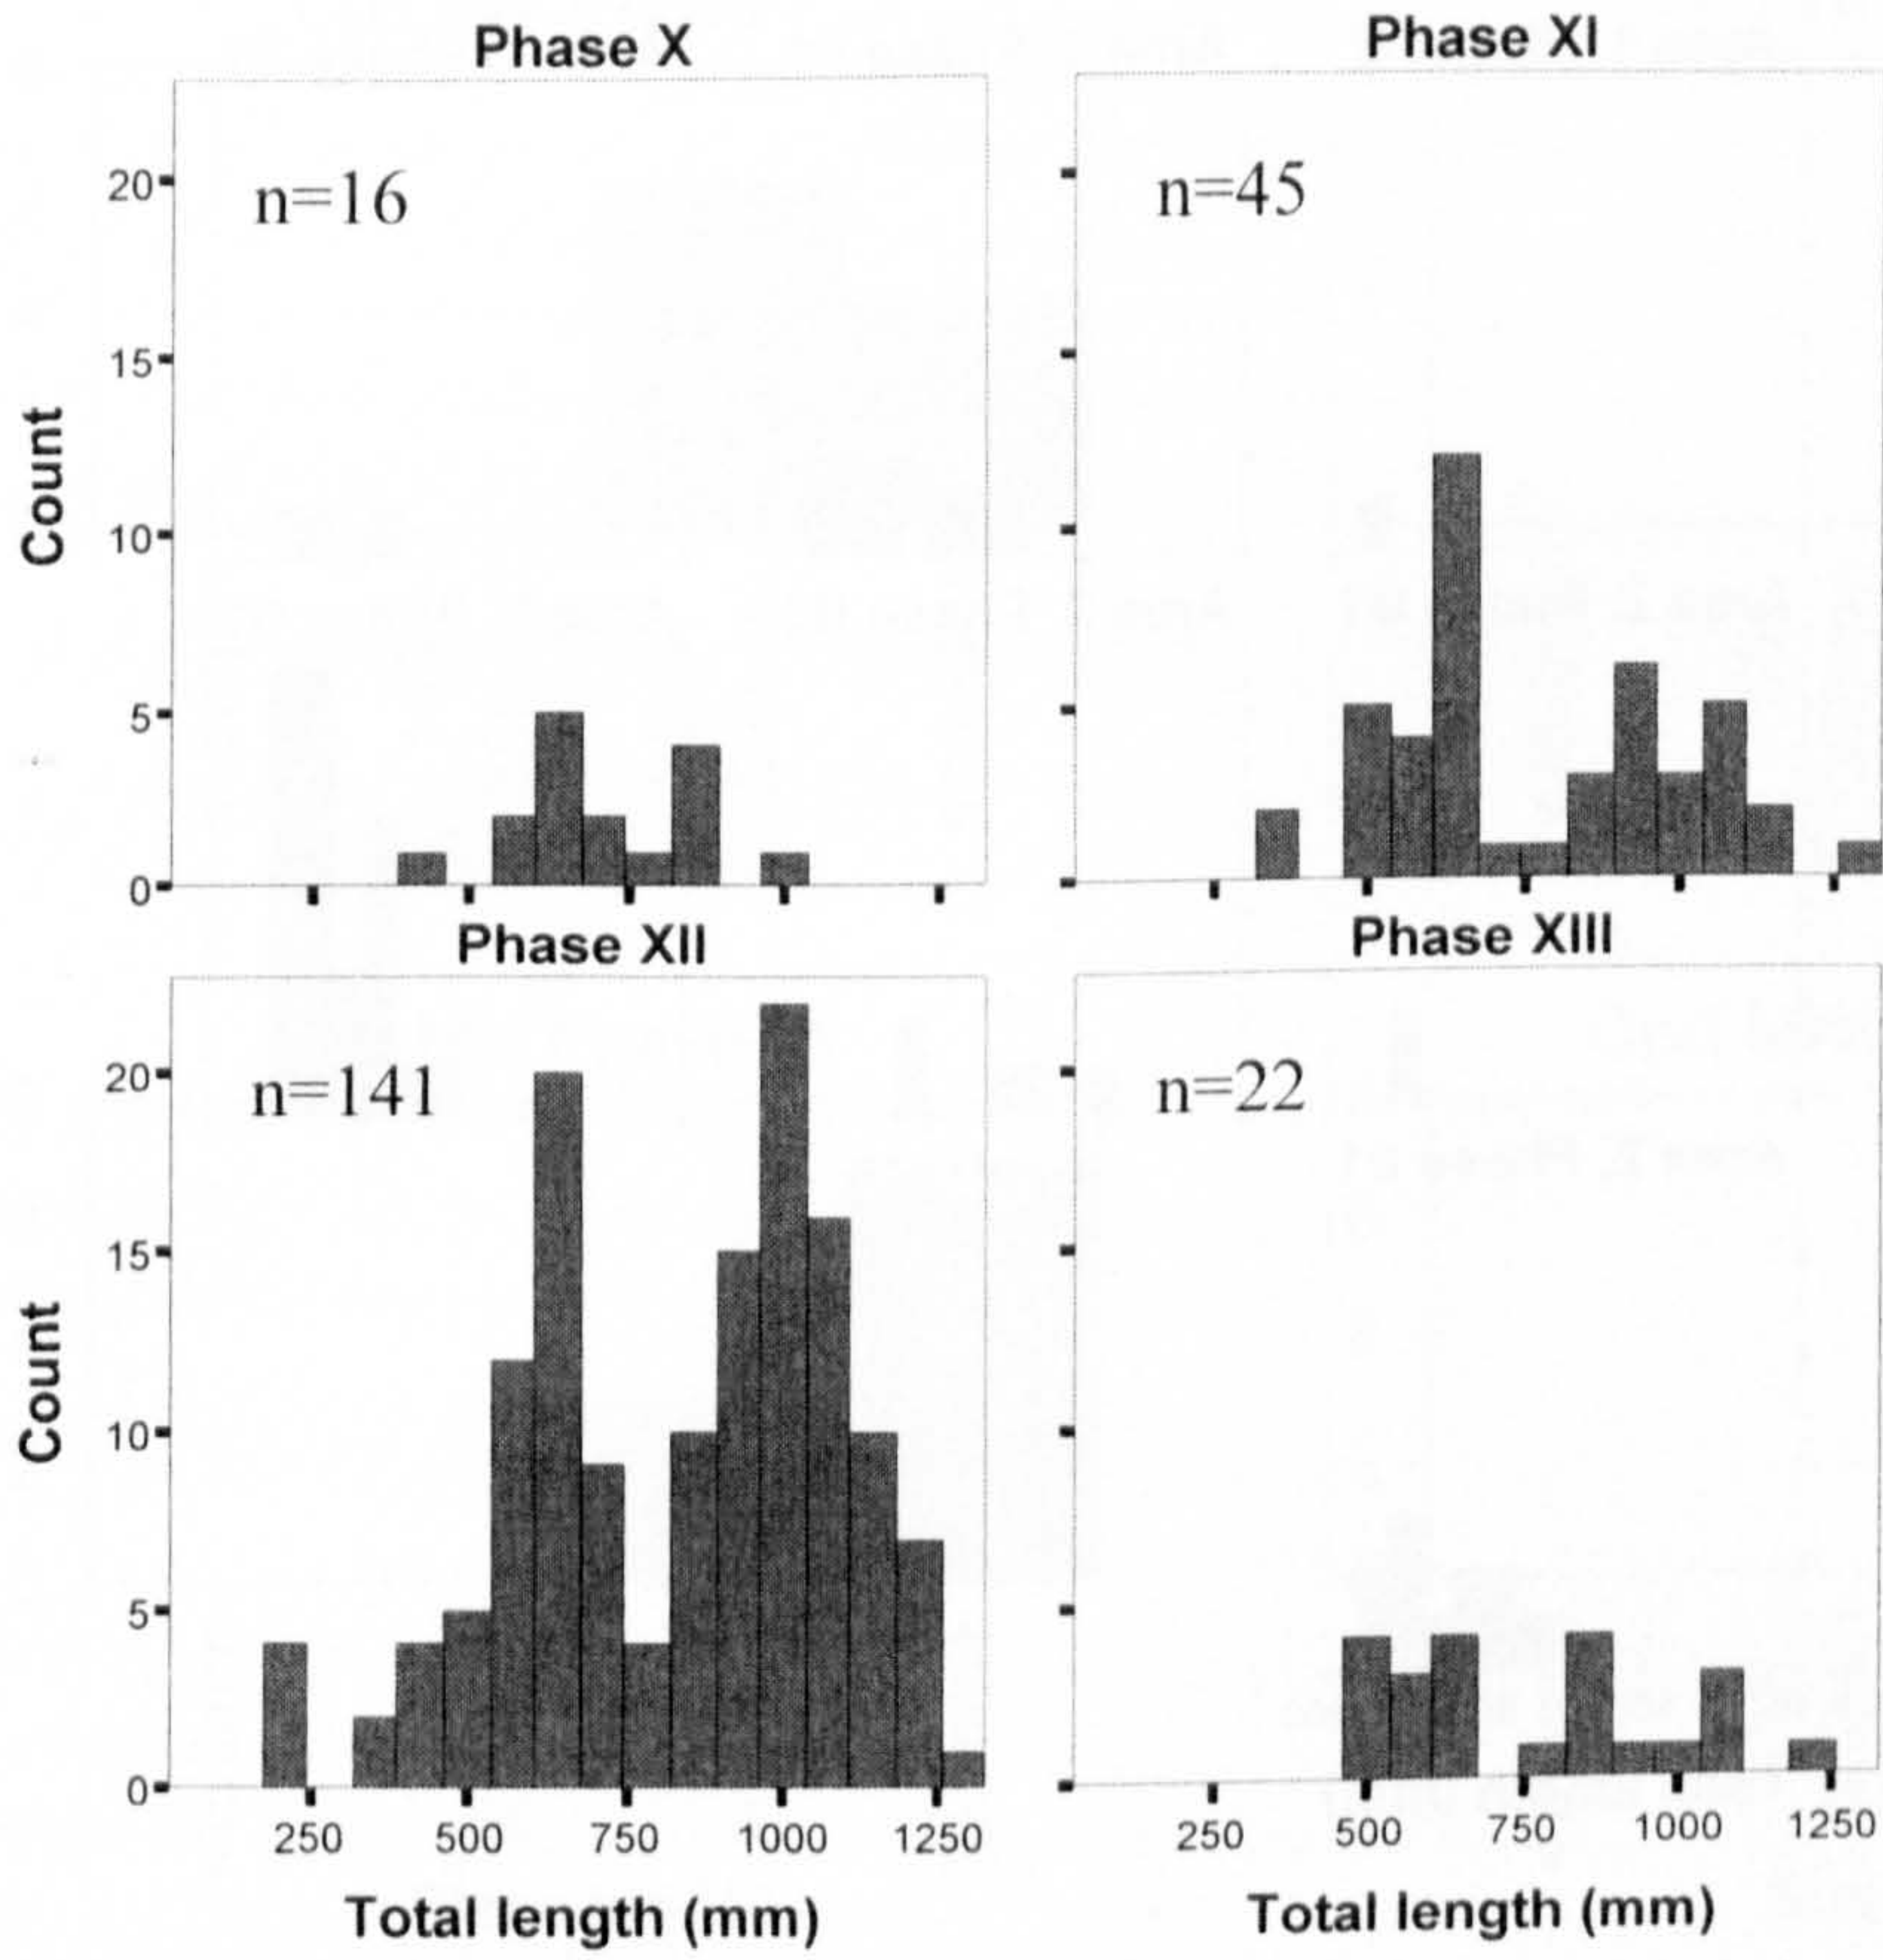 Phase X
Phase XI
Count
20
15
10
5
0
n=16
n=45
Phase XII
Phase XIII
Count
20
15
10
5
0
n=141
n=22
250 500 750 1000 1250
250 500 750 1000 1250
Total length (mm)
Total length (mm)